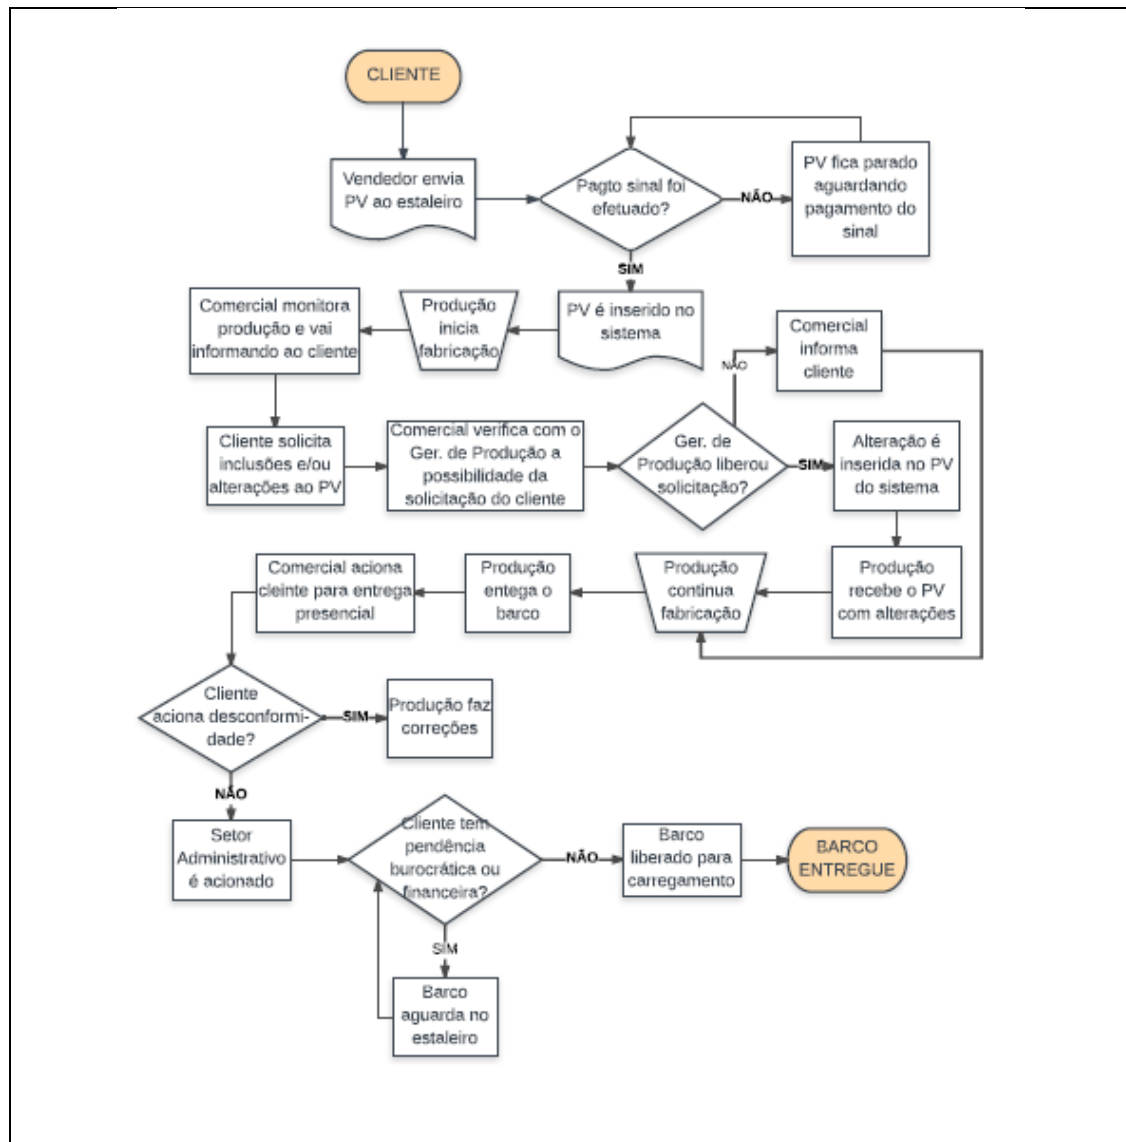 CLIENTE
Vendedor envia
PV ao estaleiro
Pagto sinal foi
efetuado?
NÃO
PV fica parado
aguardando
pagamento do
sinal
SIM
PV é inserido no
sistema
Produção
inicia
fabricação
Comercial monitora
produção e vai
informando ao cliente
Cliente solicita
inclusões e/ou
alterações ao PV
Comercial verifica com o
Ger. de Produção a
possibilidade da
solicitação do cliente
Ger. de
Produção liberou
solicitação?
NÃO
Comercial
informa
cliente
SIM
Alteração é
inserida no PV
do sistema
Produção
recebe o PV
com alterações
Produção
continua
fabricação
Produção
entega o
barco
Comercial aciona
cleinte para entrega
presencial
Cliente
aciona desconformi-
dade?
SIM
Produção faz
correções
NÃO
Setor
Administrativo
é acionado
Cliente tem
pendência
burocrática ou
financeira?
NÃO
Barco
liberado para
carregamento
BARCO
ENTREGUE
SIM
Barco
aguarda no
estaleiro